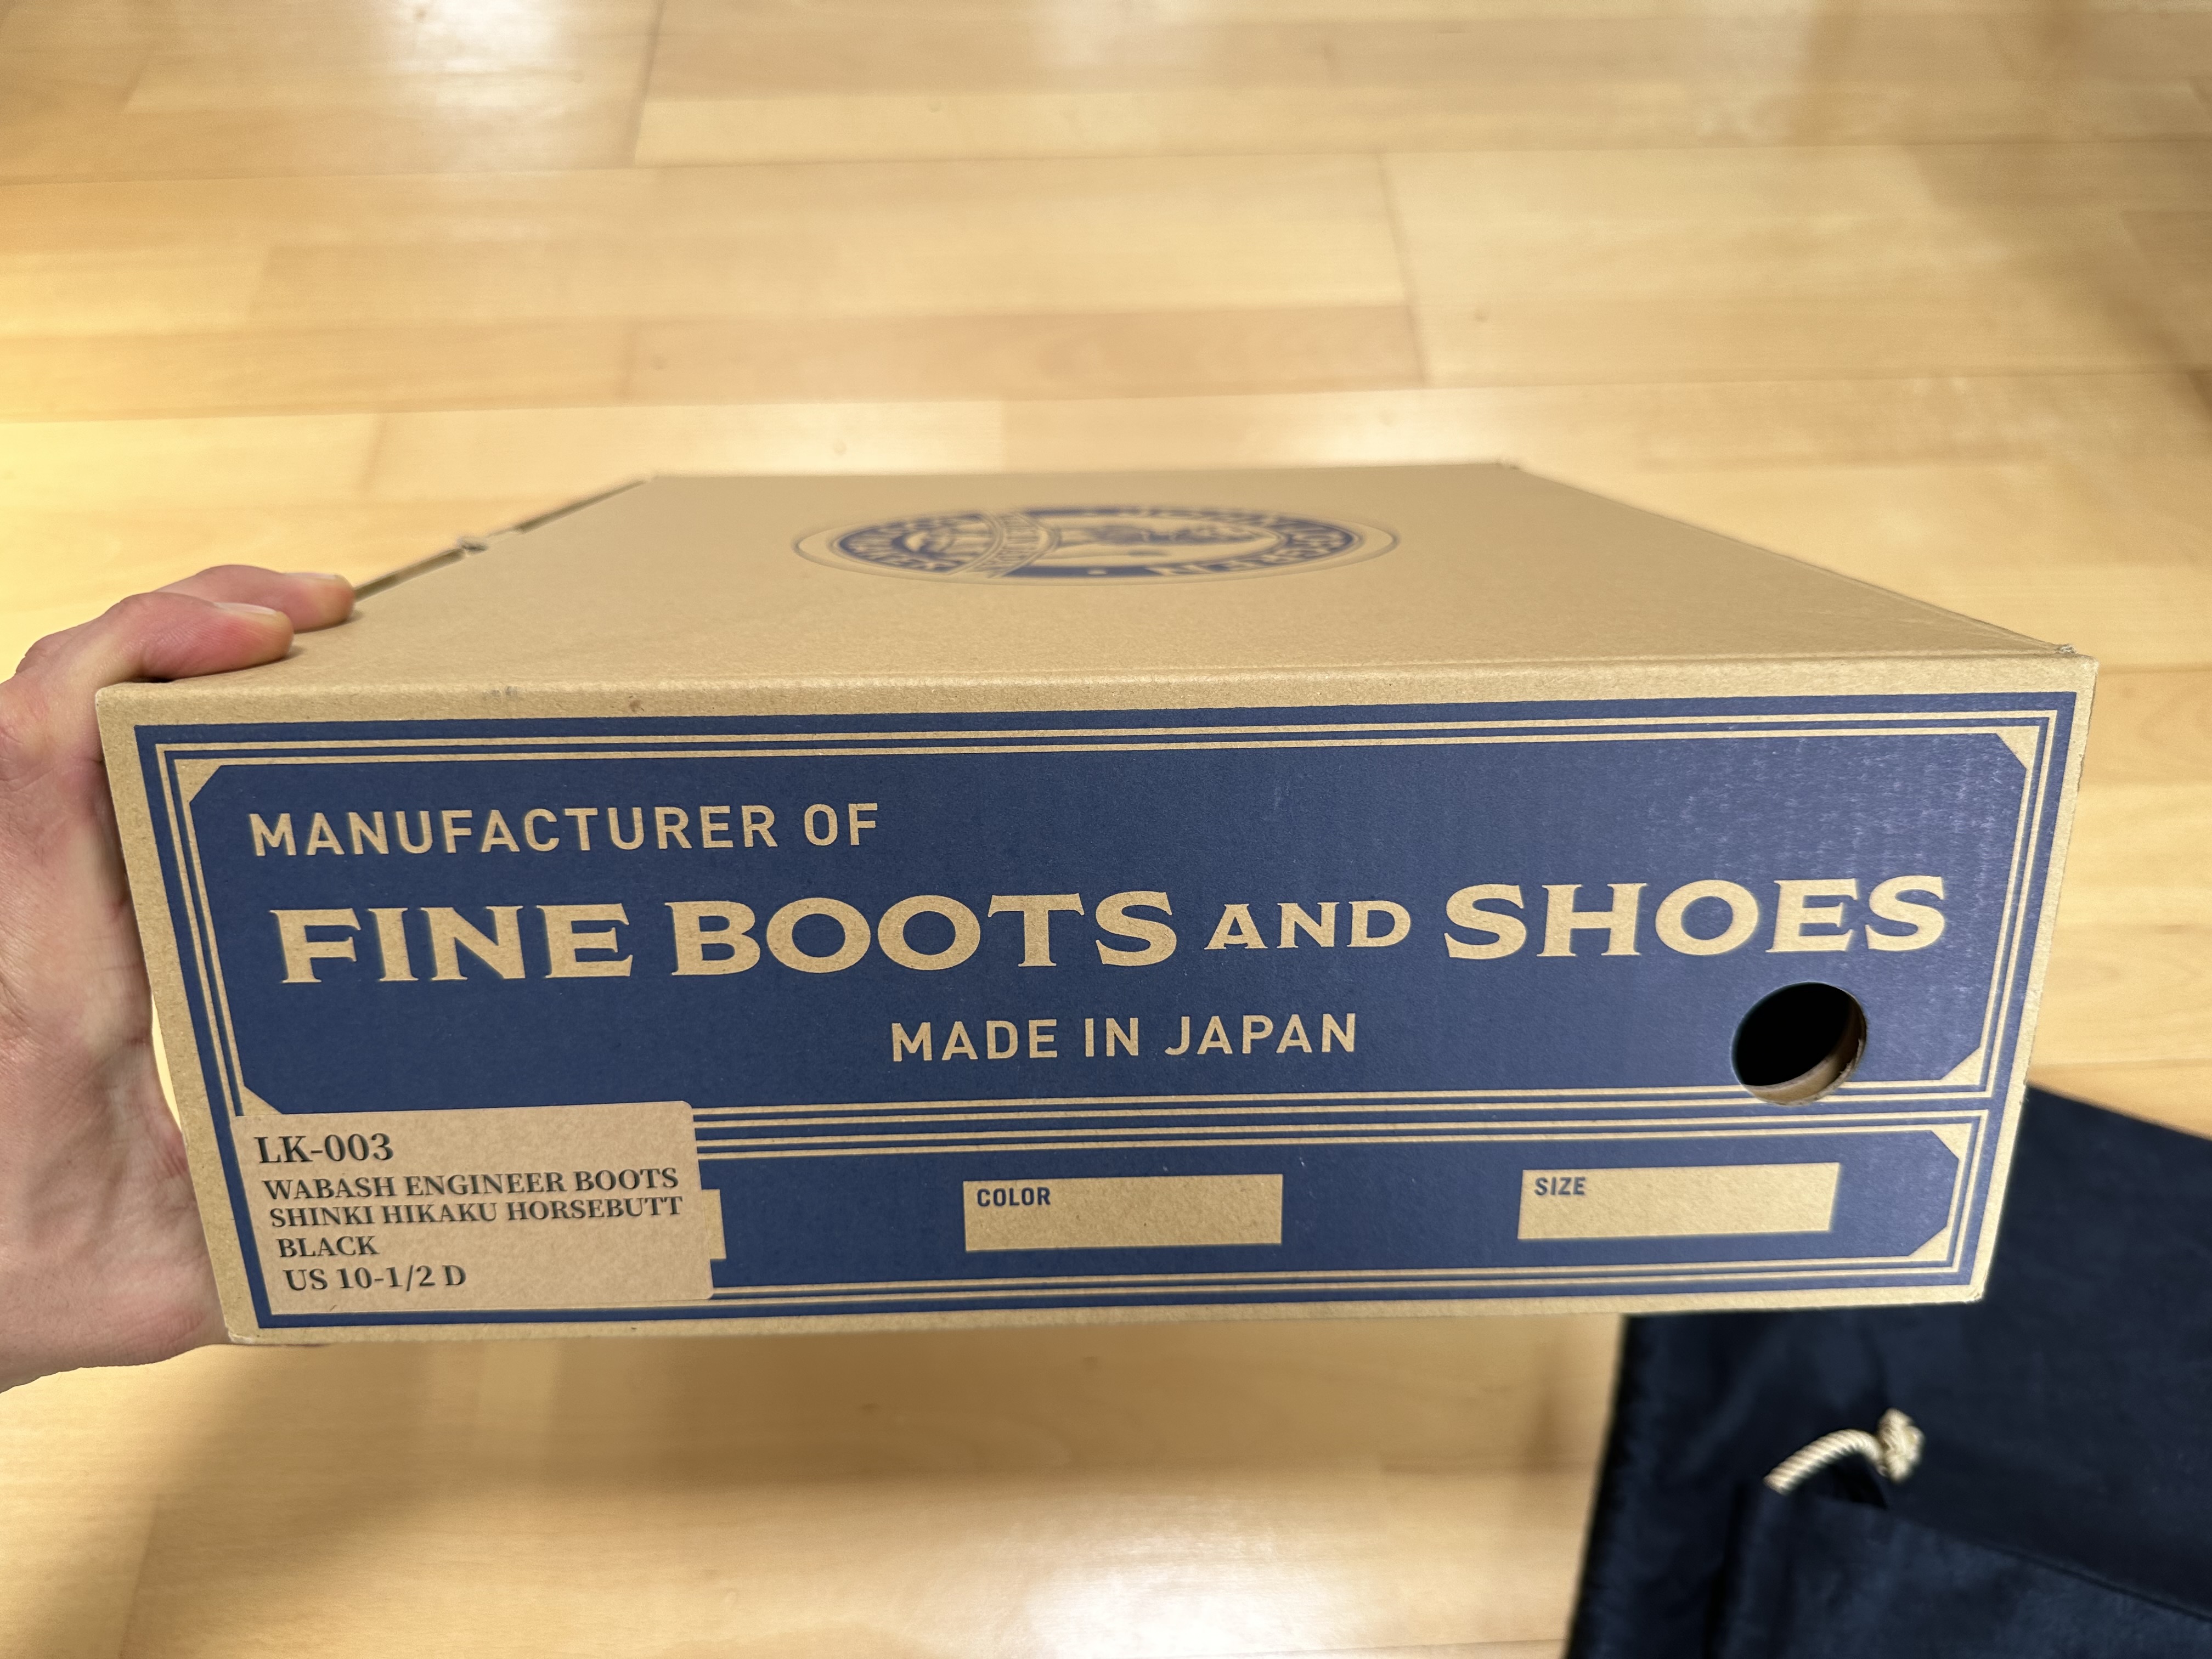 MANUFACTURER OF
FINE BOOTS AND SHOES
MADE IN JAPAN
LK-003
WABASH ENGINEER BOOTS
SHINKI HIKAKU HORSEBUTT
BLACK
US 10-1/2 D
COLOR
SIZE